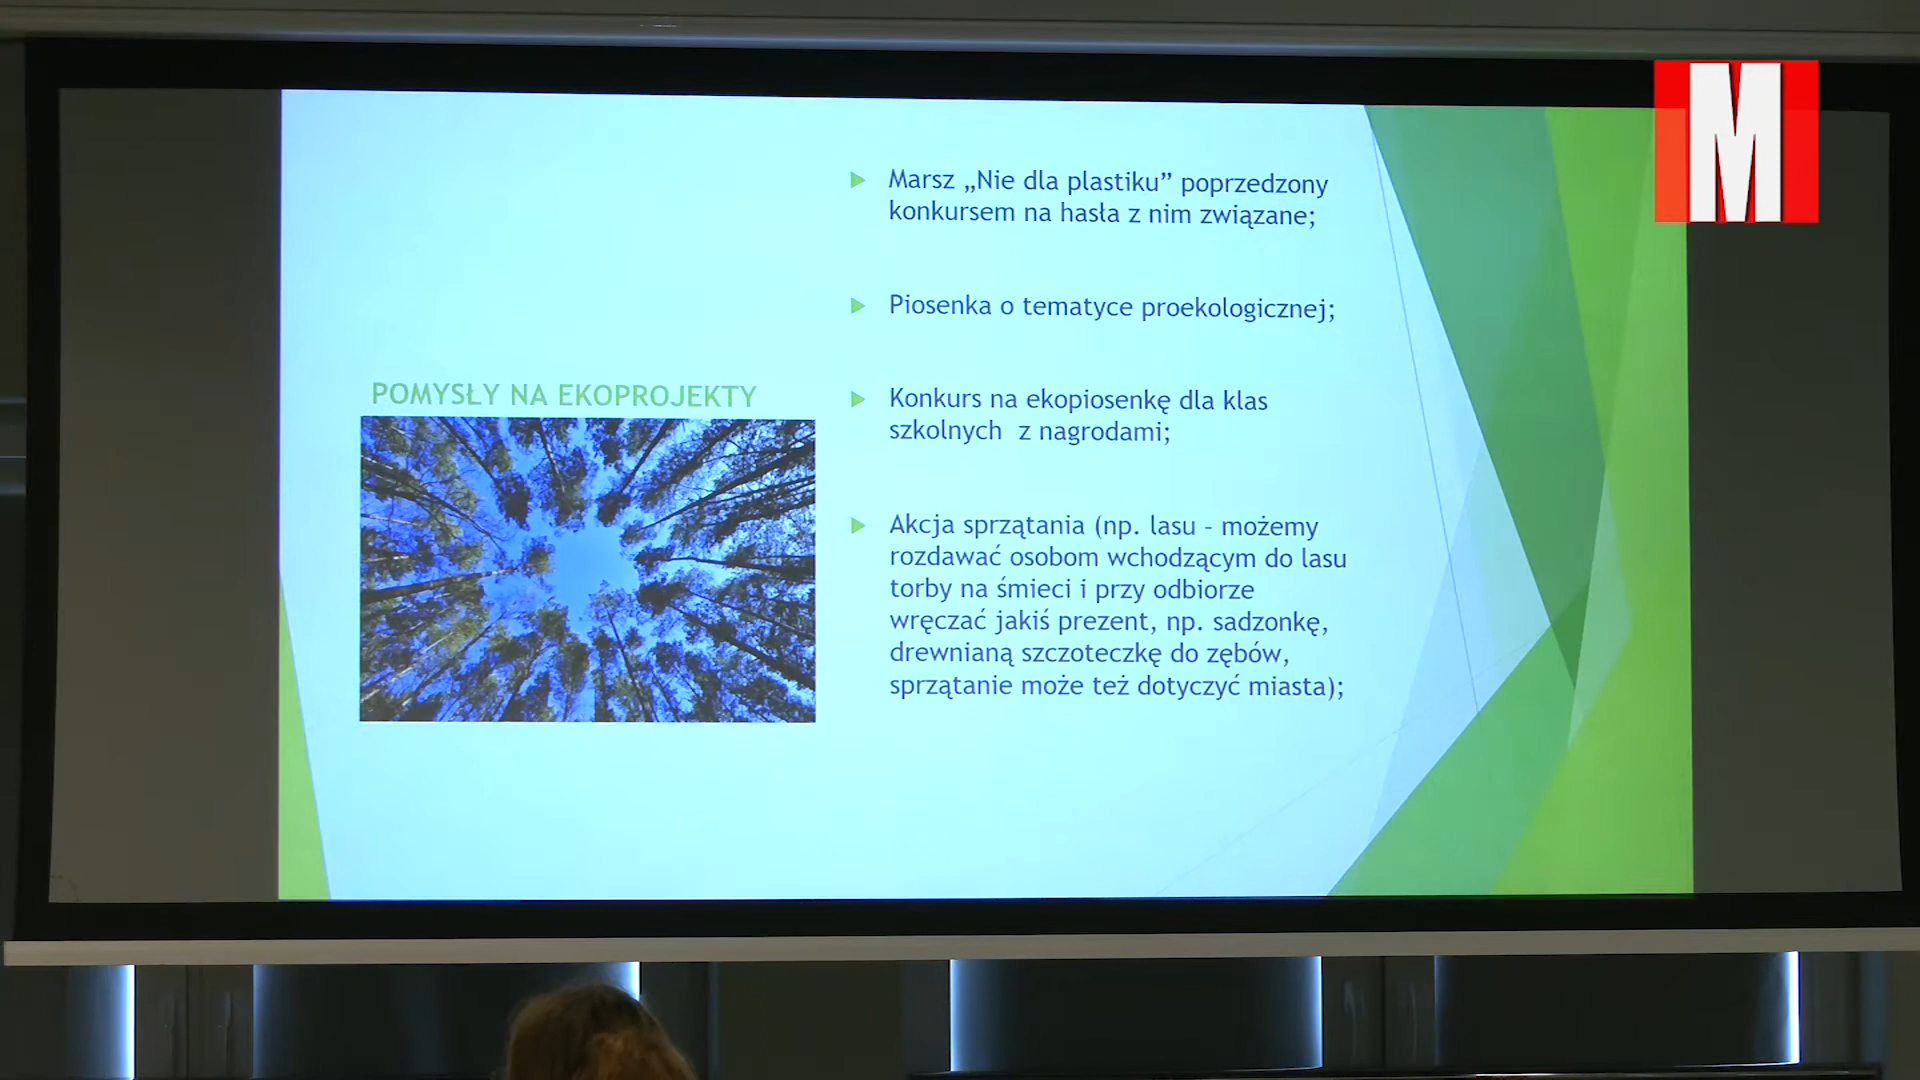 M
POMYSŁY NA EKOPROJEKTY
Marsz „Nie dla plastiku” poprzedzony
konkursem na hasła z nim związane;
Piosenka o tematyce proekologicznej;
Konkurs na ekopiosenkę dla klas
szkolnych z nagrodami;
Akcja sprzątania (np. lasu – możemy
rozdawać osobom wchodzącym do lasu
torby na śmieci i przy odbiorze
wręczać jakiś prezent, np. sadzonkę,
drewnianą szczoteczkę do zębów,
sprzątanie może też dotyczyć miasta);